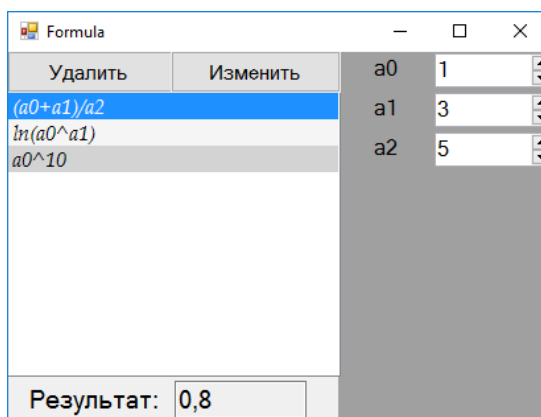 Formula
Удалить Изменить
(a0+a1)/a2
ln(a0^a1)
a0^10
a0 1
a1 3
a2 5
Результат: 0,8